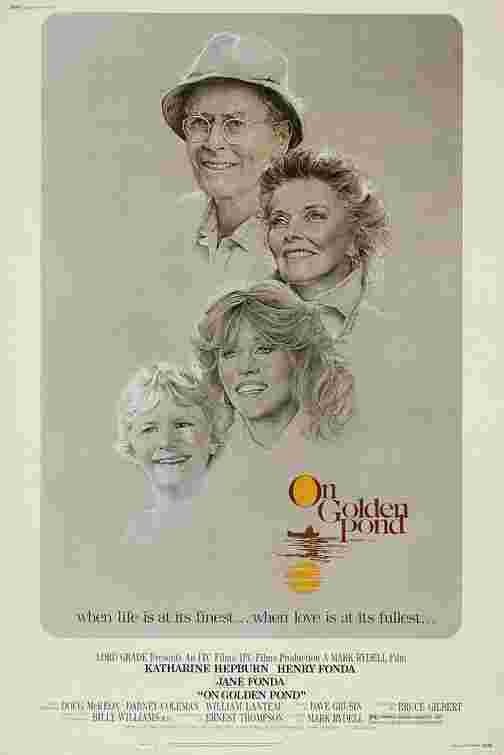 On
Golden
Pond
when life is at its finest... when love is at its fullest...
LORD GRADE Presents An ITC Films/IPC Films Production A MARK RYDELL Film
KATHARINE HEPBURN HENRY FONDA
JANE FONDA
"ON GOLDEN POND"
DOUG McKEON DABNEY COLEMAN WILLIAM LANTEAU DAVE GRUSIN BRUCE GILBERT
BILLY WILLIAMS ERNEST THOMPSON MARK RYDELL